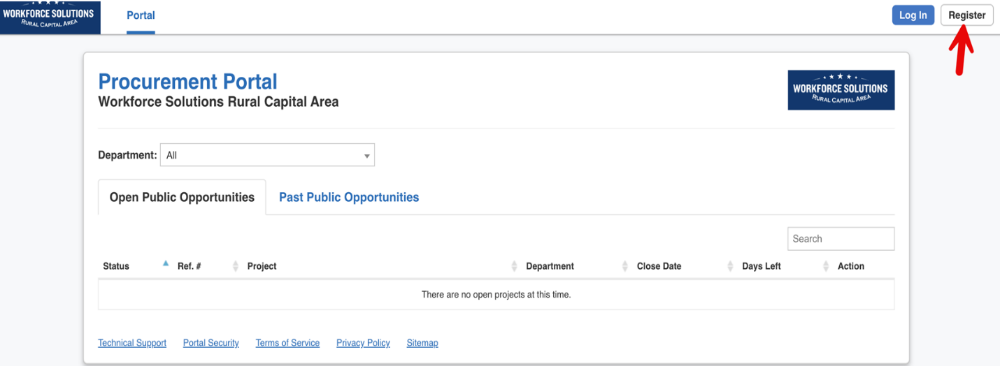 WORKFORCE SOLUTIONS
RURAL CAPITAL AREA
Portal
Log In
Register
Procurement Portal
Workforce Solutions Rural Capital Area
WORKFORCE SOLUTIONS
RURAL CAPITAL AREA
Department: All
Open Public Opportunities Past Public Opportunities
Search
Status Ref. # Project Department Close Date Days Left Action
There are no open projects at this time.
Technical Support Portal Security Terms of Service Privacy Policy Sitemap